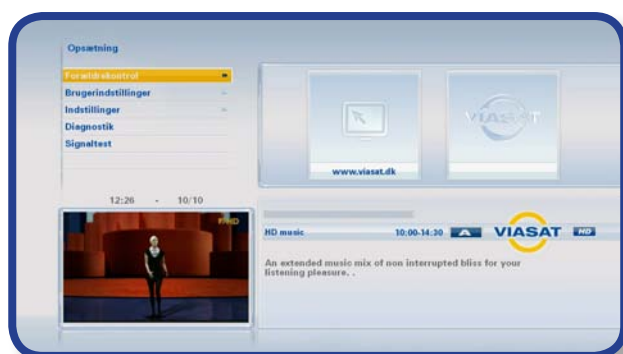 Opsætning
Forældrekontrol
Brugerindstillinger
Indstillinger
Diagnostik
Signaltest
www.viasat.dk
VIASAT
12:26 - 10/10
HD music 10:00-14:30 A VIASAT HD
An extended music mix of non interrupted bliss for your
listening pleasure. .